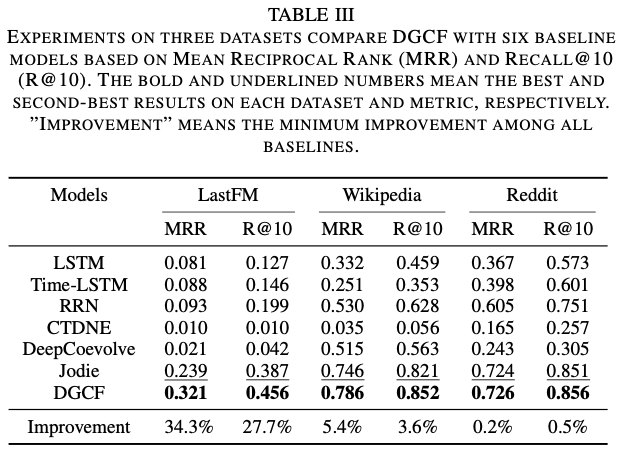 TABLE III
EXPERIMENTS ON THREE DATASETS COMPARE DGCF WITH SIX BASELINE
MODELS BASED ON MEAN RECIPROCAL RANK (MRR) AND RECALL@10
(R@10). THE BOLD AND UNDERLINED NUMBERS MEAN THE BEST AND
SECOND-BEST RESULTS ON EACH DATASET AND METRIC, RESPECTIVELY.
"IMPROVEMENT" MEANS THE MINIMUM IMPROVEMENT AMONG ALL
BASELINES.
Models LastFM Wikipedia Reddit
MRR R@10 MRR R@10 MRR R@10
LSTM 0.081 0.127 0.332 0.459 0.367 0.573
Time-LSTM 0.088 0.146 0.251 0.353 0.398 0.601
RRN 0.093 0.199 0.530 0.628 0.605 0.751
CTDNE 0.010 0.010 0.035 0.056 0.165 0.257
DeepCoevolve 0.021 0.042 0.515 0.563 0.243 0.305
Jodie 0.239 0.387 0.746 0.821 0.724 0.851
DGCF 0.321 0.456 0.786 0.852 0.726 0.856
Improvement 34.3% 27.7% 5.4% 3.6% 0.2% 0.5%